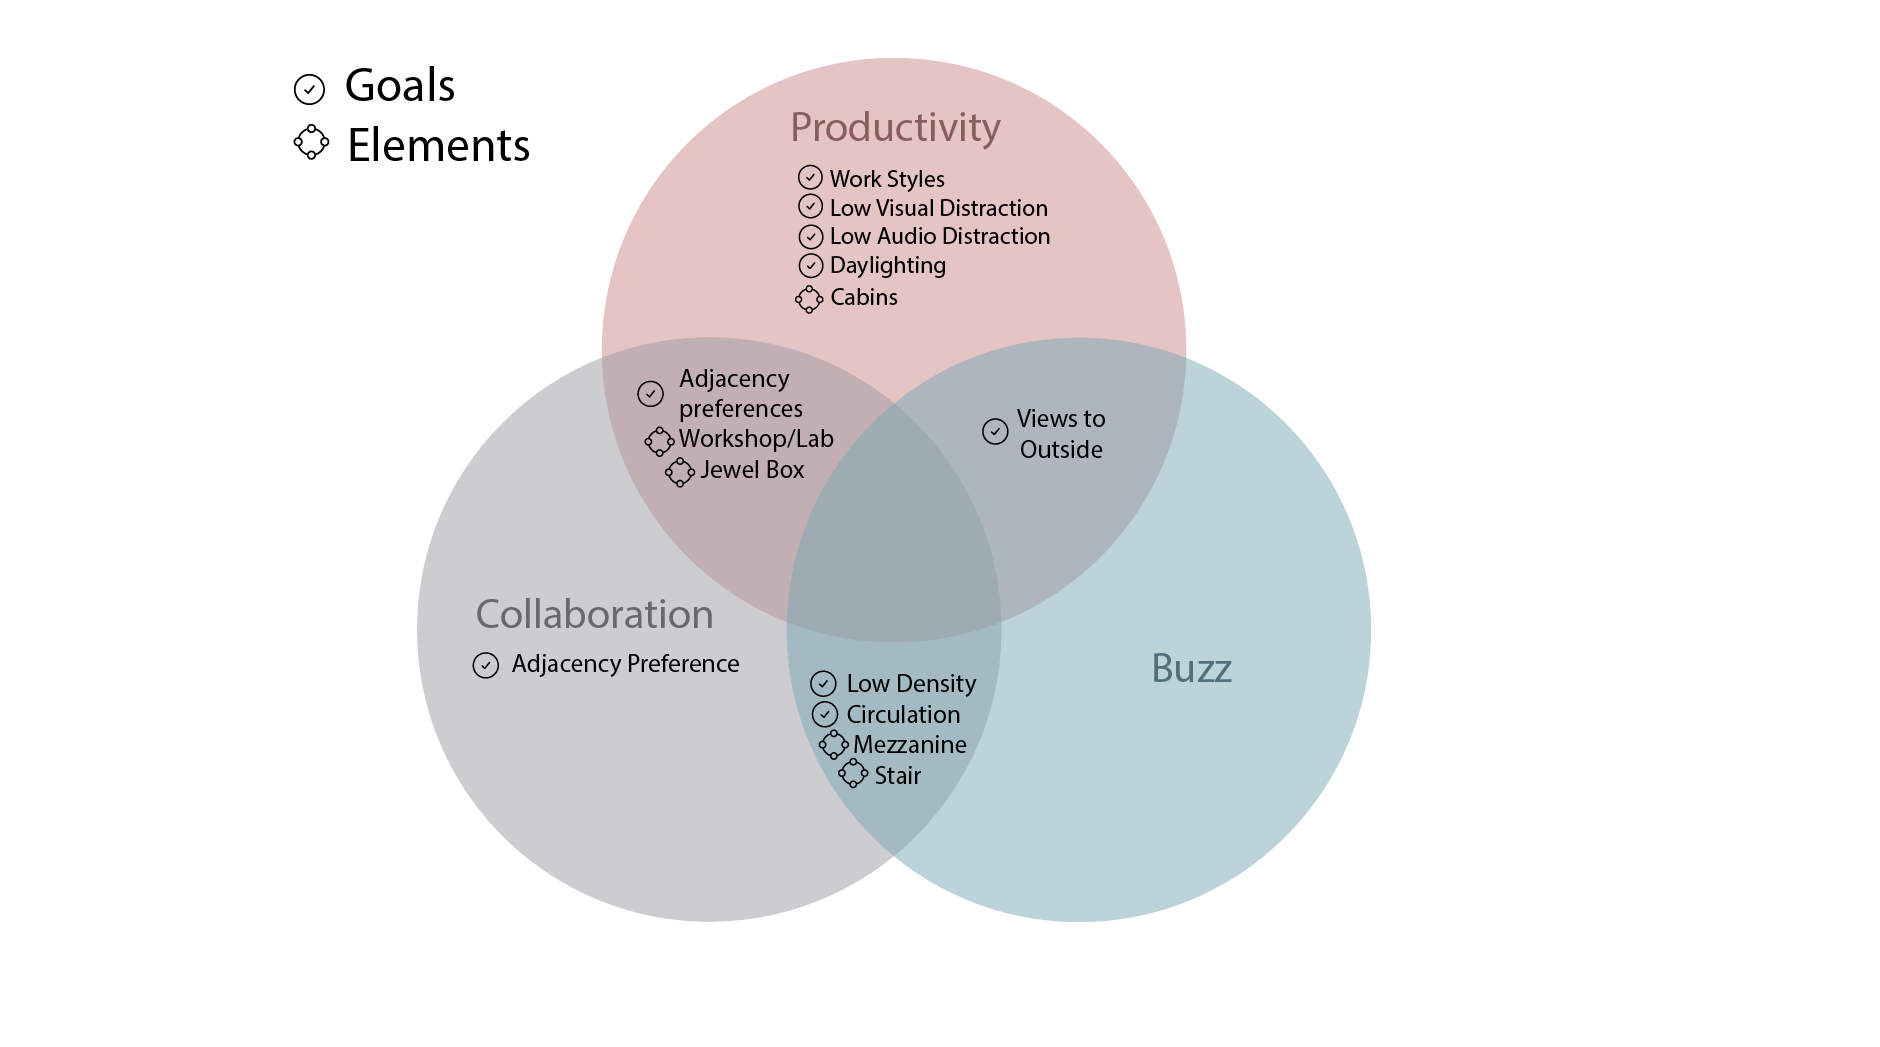 Goals
Elements
Productivity
Work Styles
Low Visual Distraction
Low Audio Distraction
Daylighting
Cabins
Adjacency
preferences
Workshop/Lab
Jewel Box
Views to
Outside
Collaboration
Adjacency Preference
Buzz
Low Density
Circulation
Mezzanine
Stair